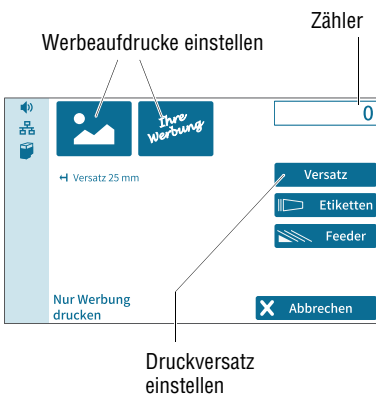 Zähler
Werbeaufdrucke einstellen
0
Ihre
Werbung
Versatz 25 mm
Versatz
Etiketten
Feeder
Nur Werbung
drucken
Abbrechen
Druckversatz
einstellen